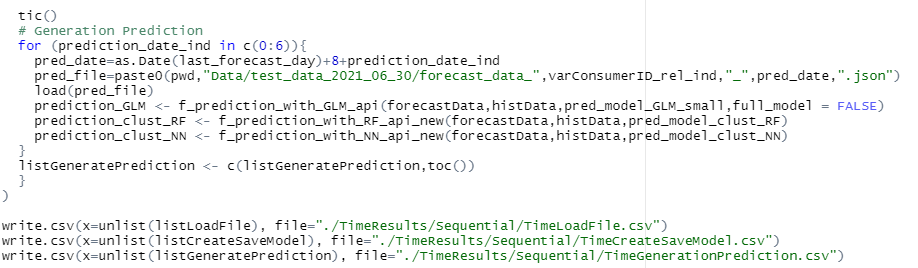 tic()
# Generation Prediction
for (prediction_date_ind in c(0:6)){
pred_date=as.Date(last_forecast_day)+8+prediction_date_ind
pred_file=paste0(pwd,"Data/test_data_2021_06_30/forecast_data_",varConsumerID_rel_ind,"_",pred_date,".json")
load(pred_file)
prediction_GLM <- f_prediction_with_GLM_api(forecastData,histData,pred_model_GLM_small,full_model = FALSE)
prediction_clust_RF <- f_prediction_with_RF_api_new(forecastData,histData,pred_model_clust_RF)
prediction_clust_NN <- f_prediction_with_NN_api_new(forecastData,histData,pred_model_clust_NN)
}
listGeneratePrediction <- c(listGeneratePrediction,toc())
}
)
write.csv(x=unlist(listLoadFile), file="./TimeResults/Sequential/TimeLoadFile.csv")
write.csv(x=unlist(listCreateSaveModel), file="./TimeResults/Sequential/TimeCreateSaveModel.csv")
write.csv(x=unlist(listGeneratePrediction), file="./TimeResults/Sequential/TimeGenerationPrediction.csv")